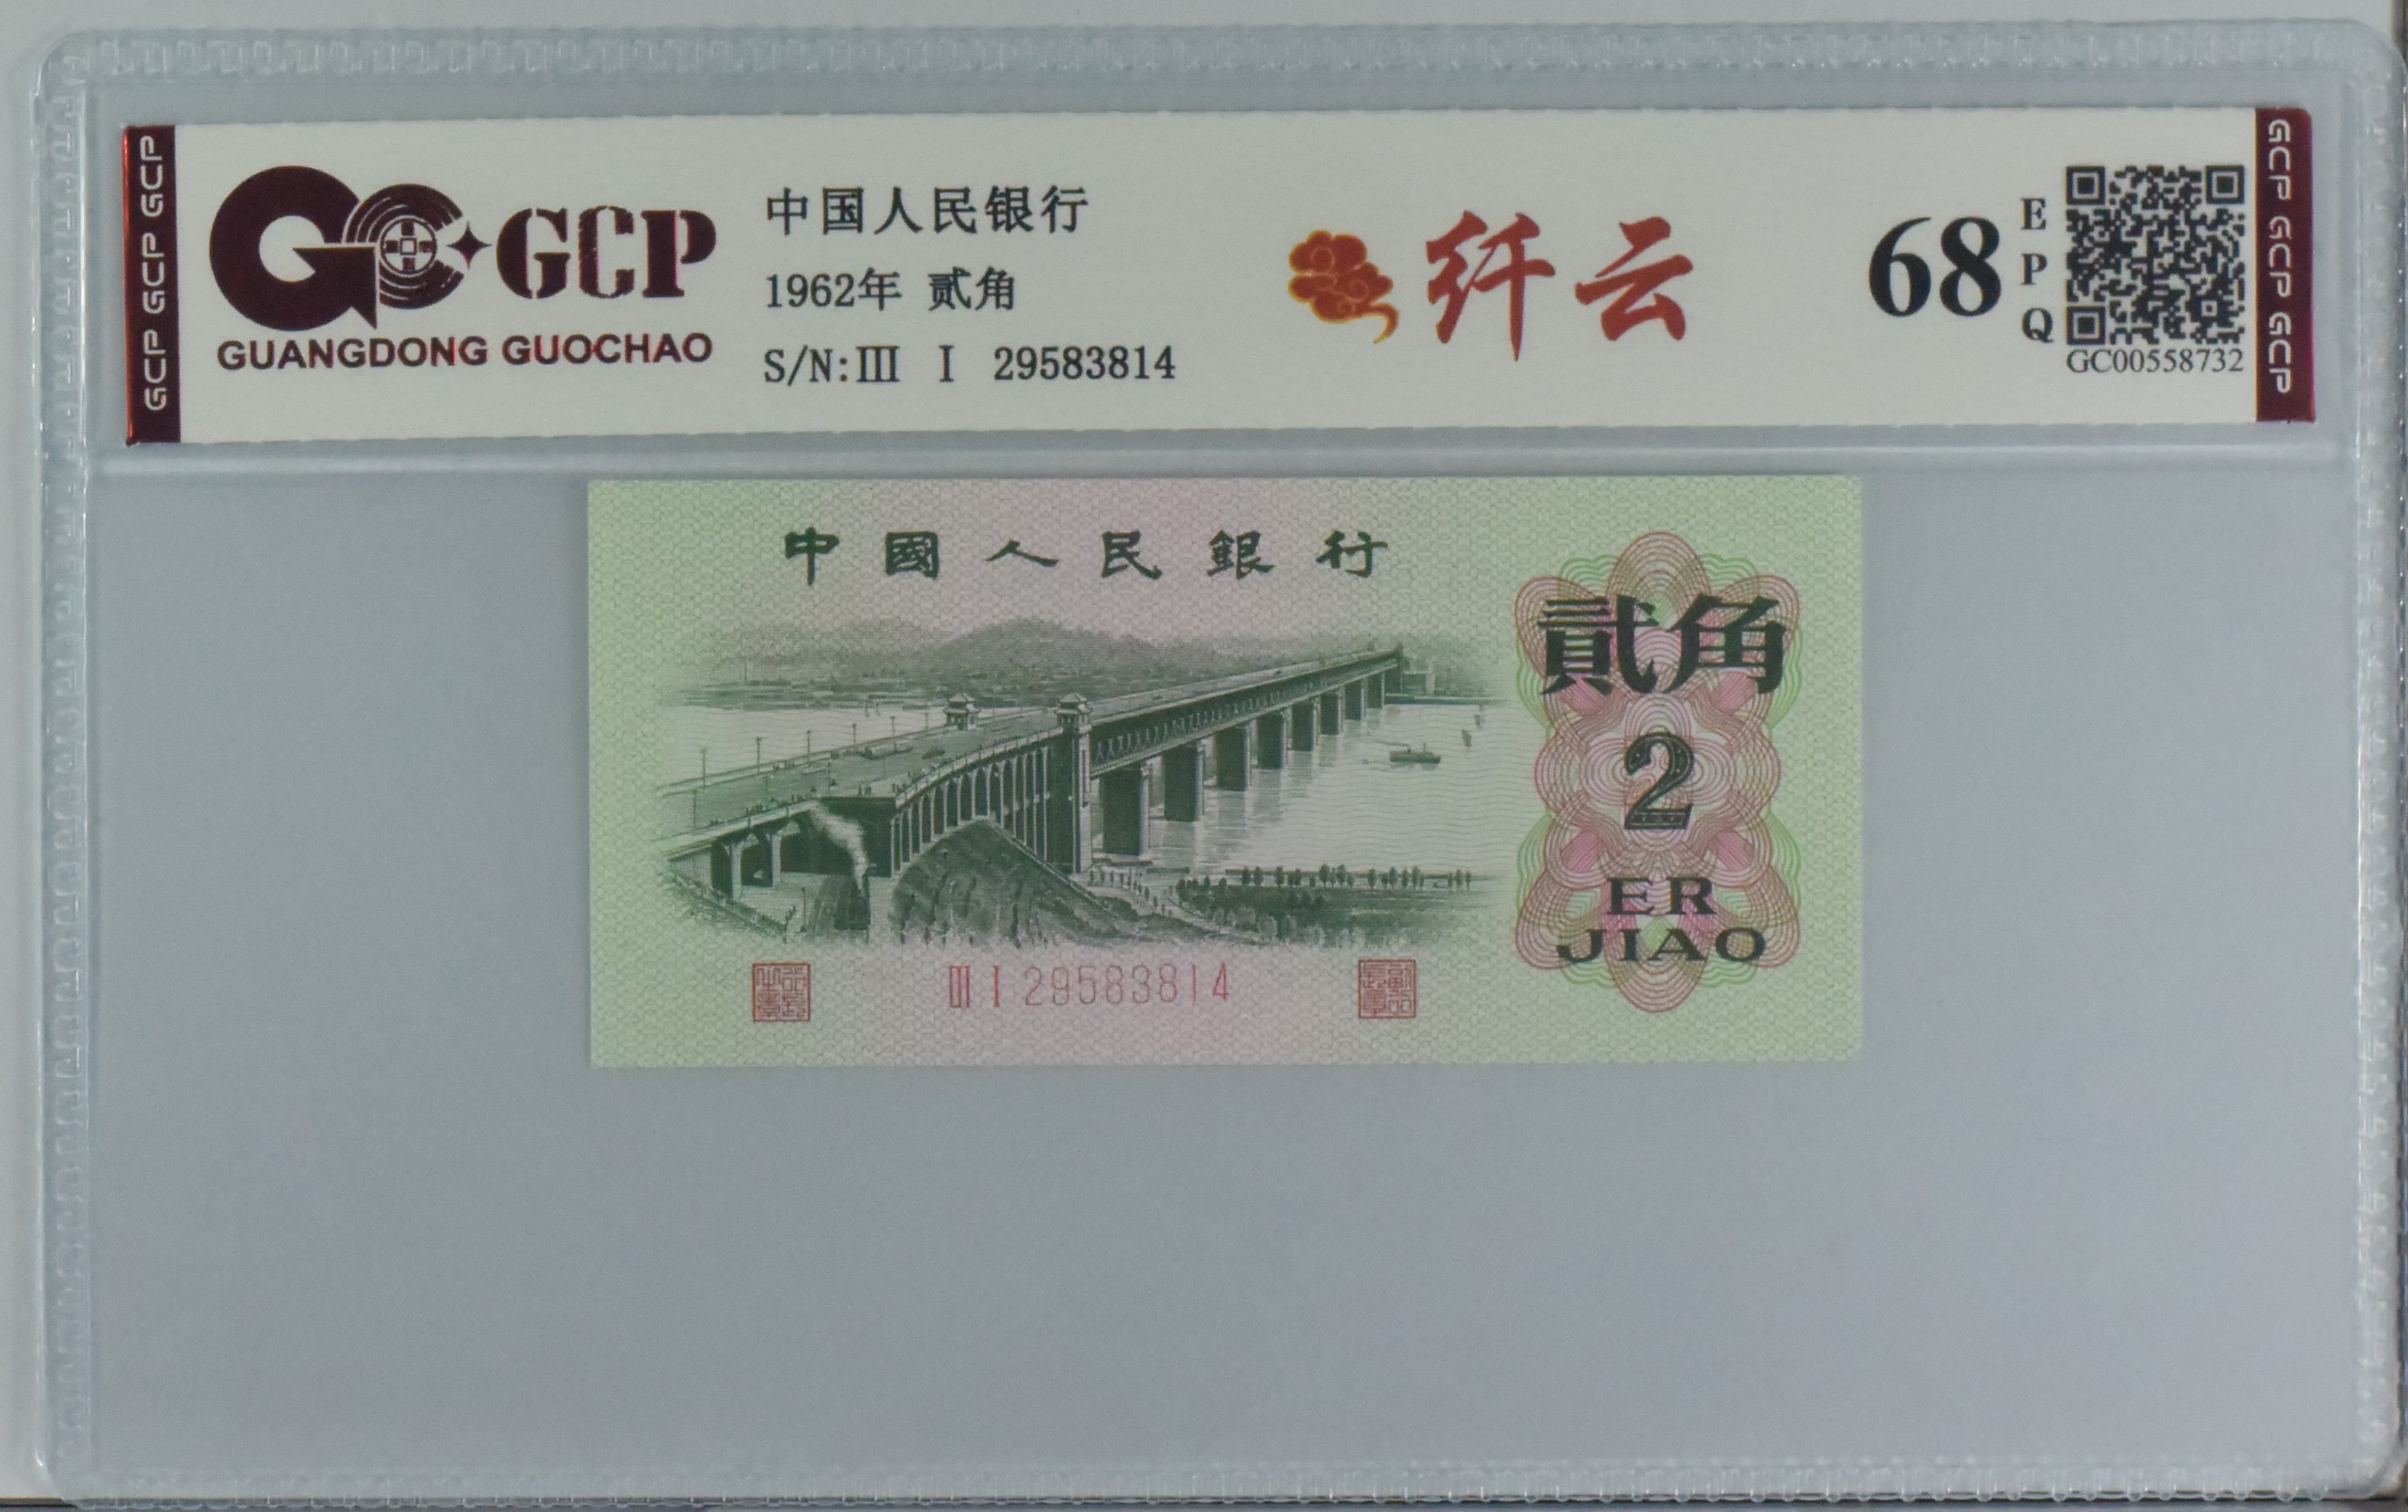 GCP GCP GCP
GCP
GUANGDONG GUOCHAO
中国人民银行
1962年 贰角
S/N:III I 29583814
纤云
68
EPQ
GC00558732
GCP GCP GCP
中國人民銀行
貳角
2
ER
JIAO
III I 29583814